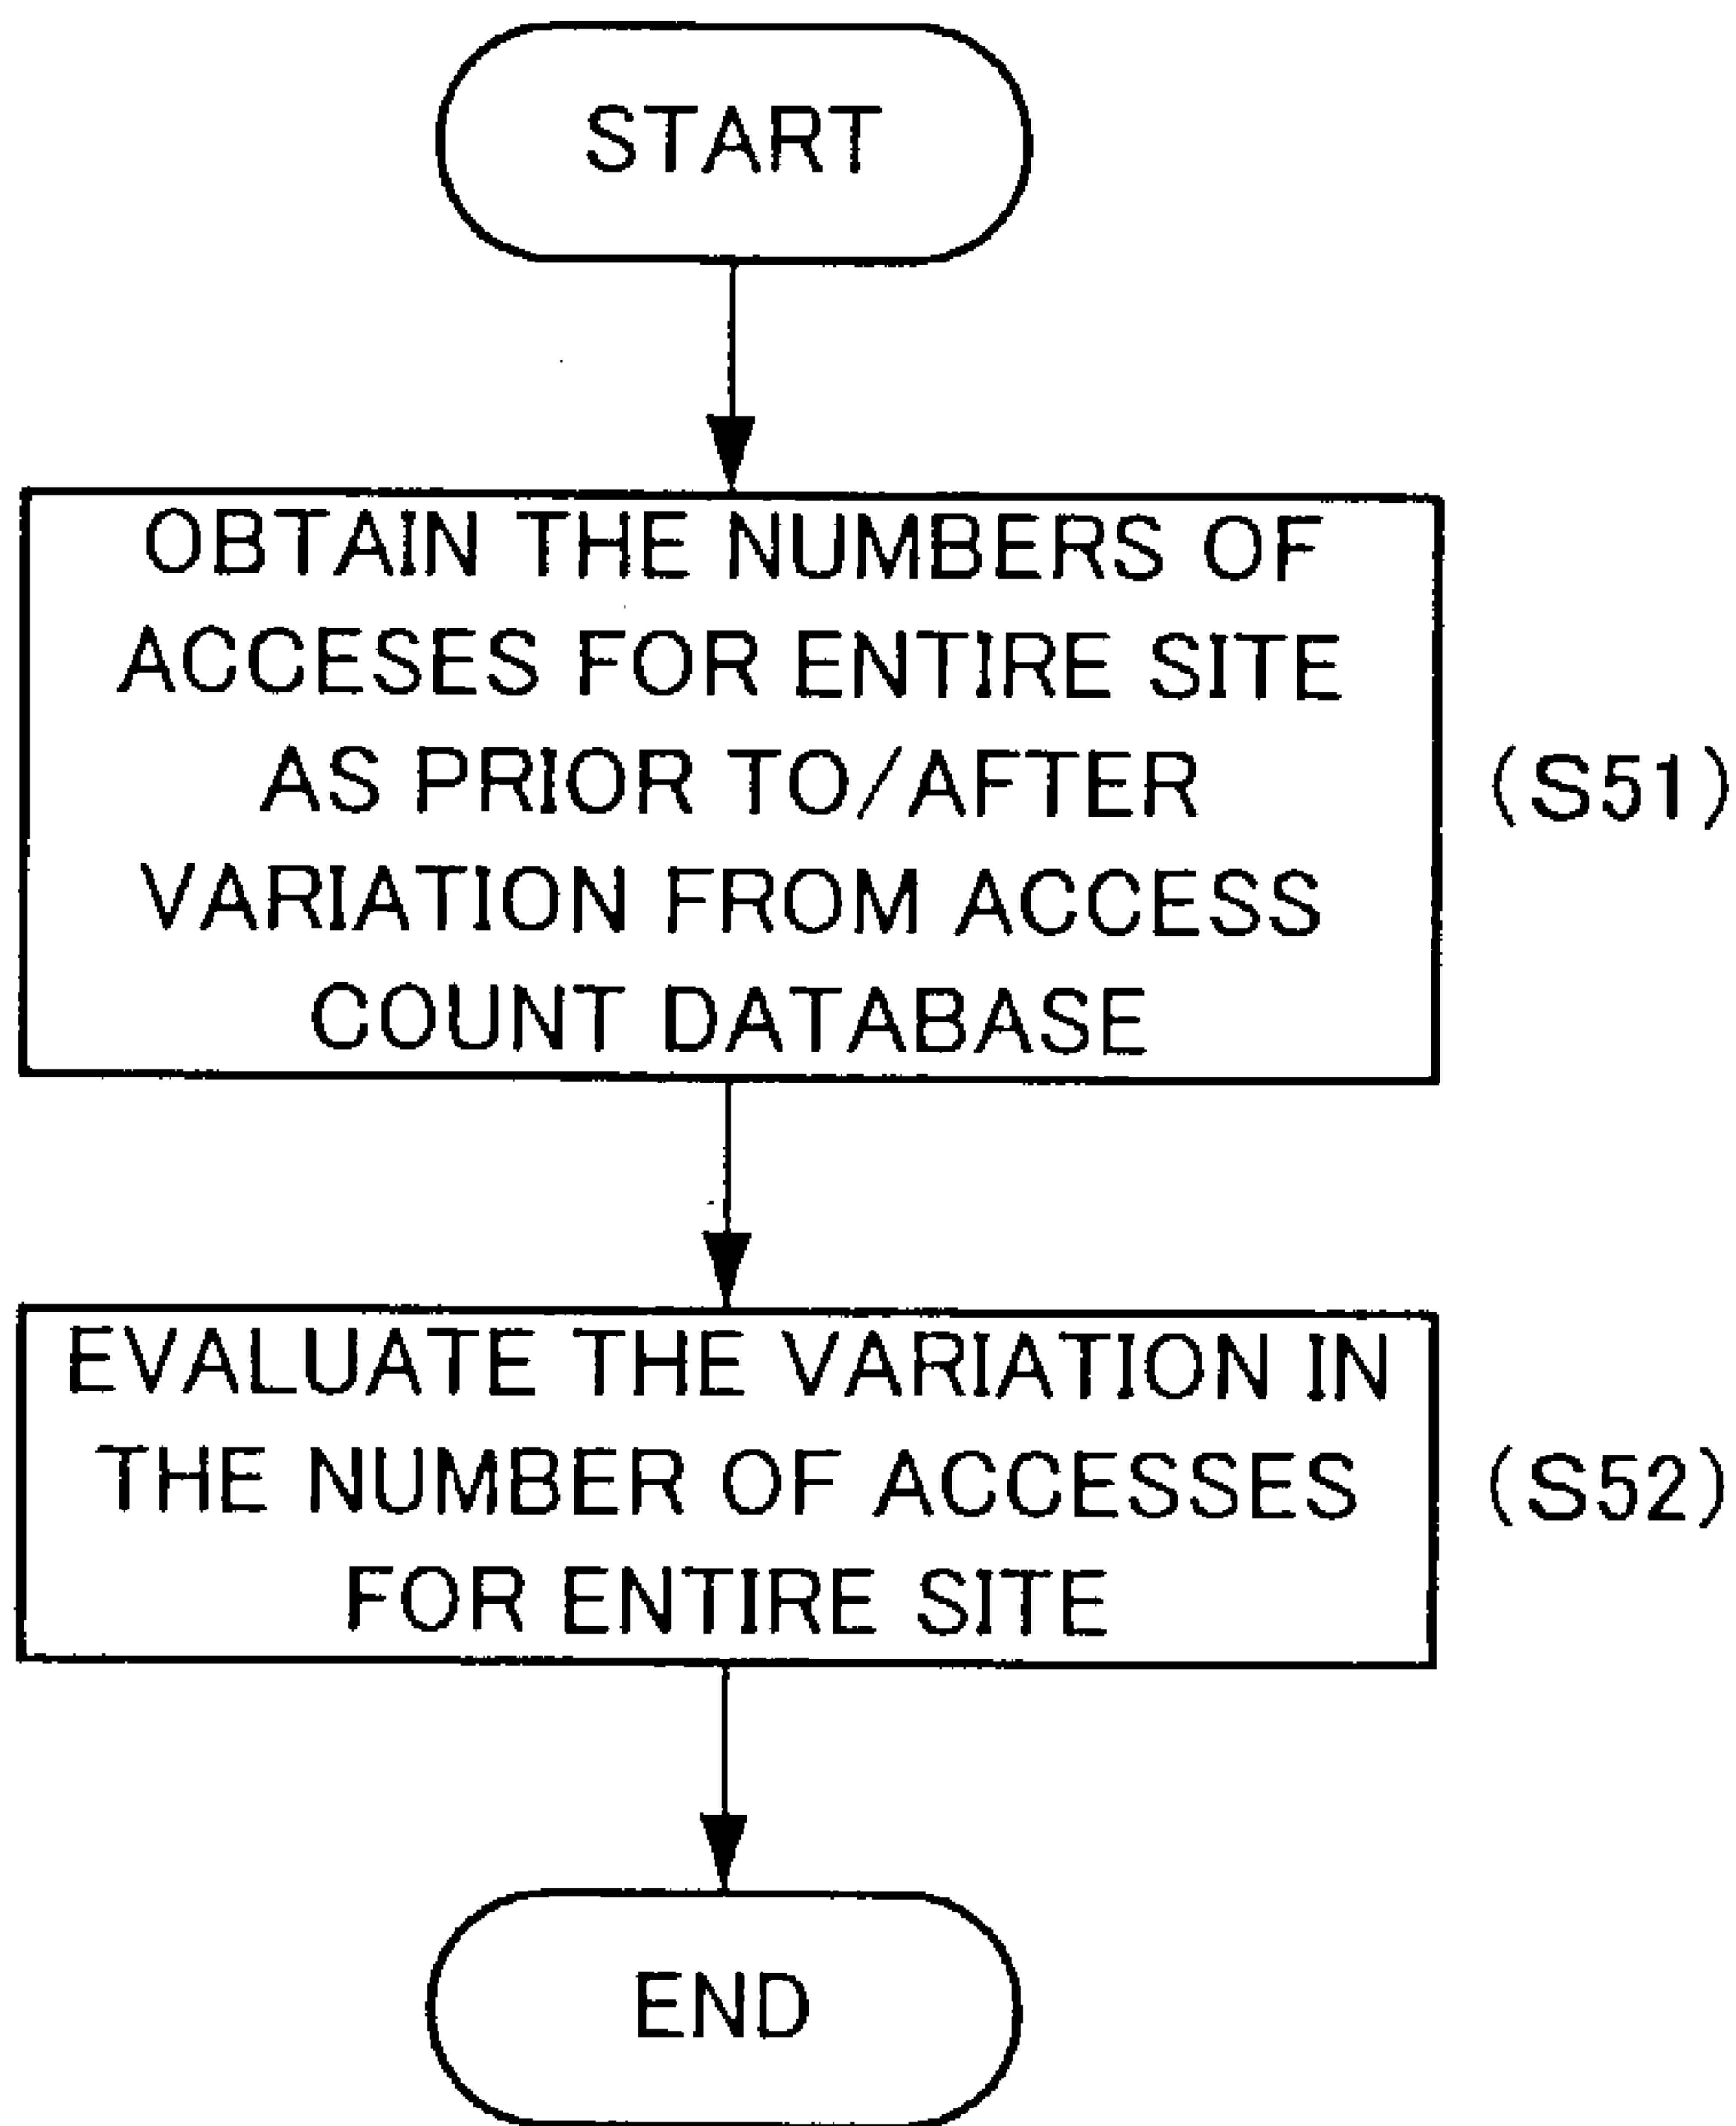 START
OBTAIN THE NUMBERS OF
ACCESES FOR ENTIRE SITE
AS PRIOR TO/AFTER
VARIATION FROM ACCESS
COUNT DATABASE
(S51)
EVALUATE THE VARIATION IN
THE NUMBER OF ACCESSES
FOR ENTIRE SITE
(S52)
END